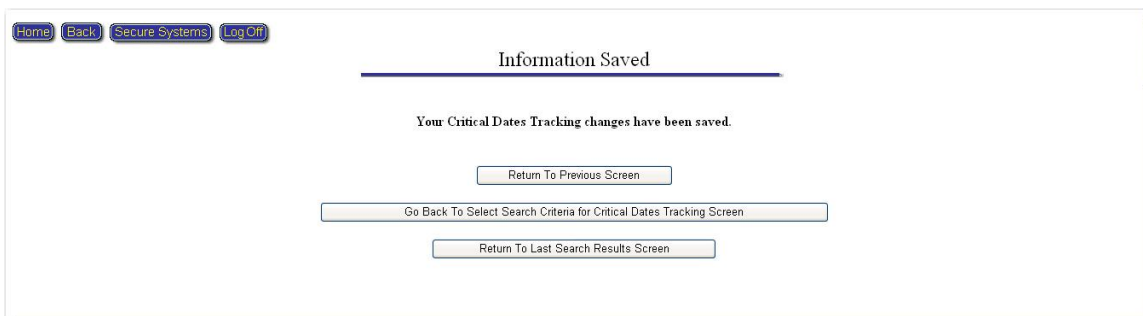 Home Back Secure Systems Log Off
Information Saved
Your Critical Dates Tracking changes have been saved.
Return To Previous Screen
Go Back To Select Search Criteria for Critical Dates Tracking Screen
Return To Last Search Results Screen